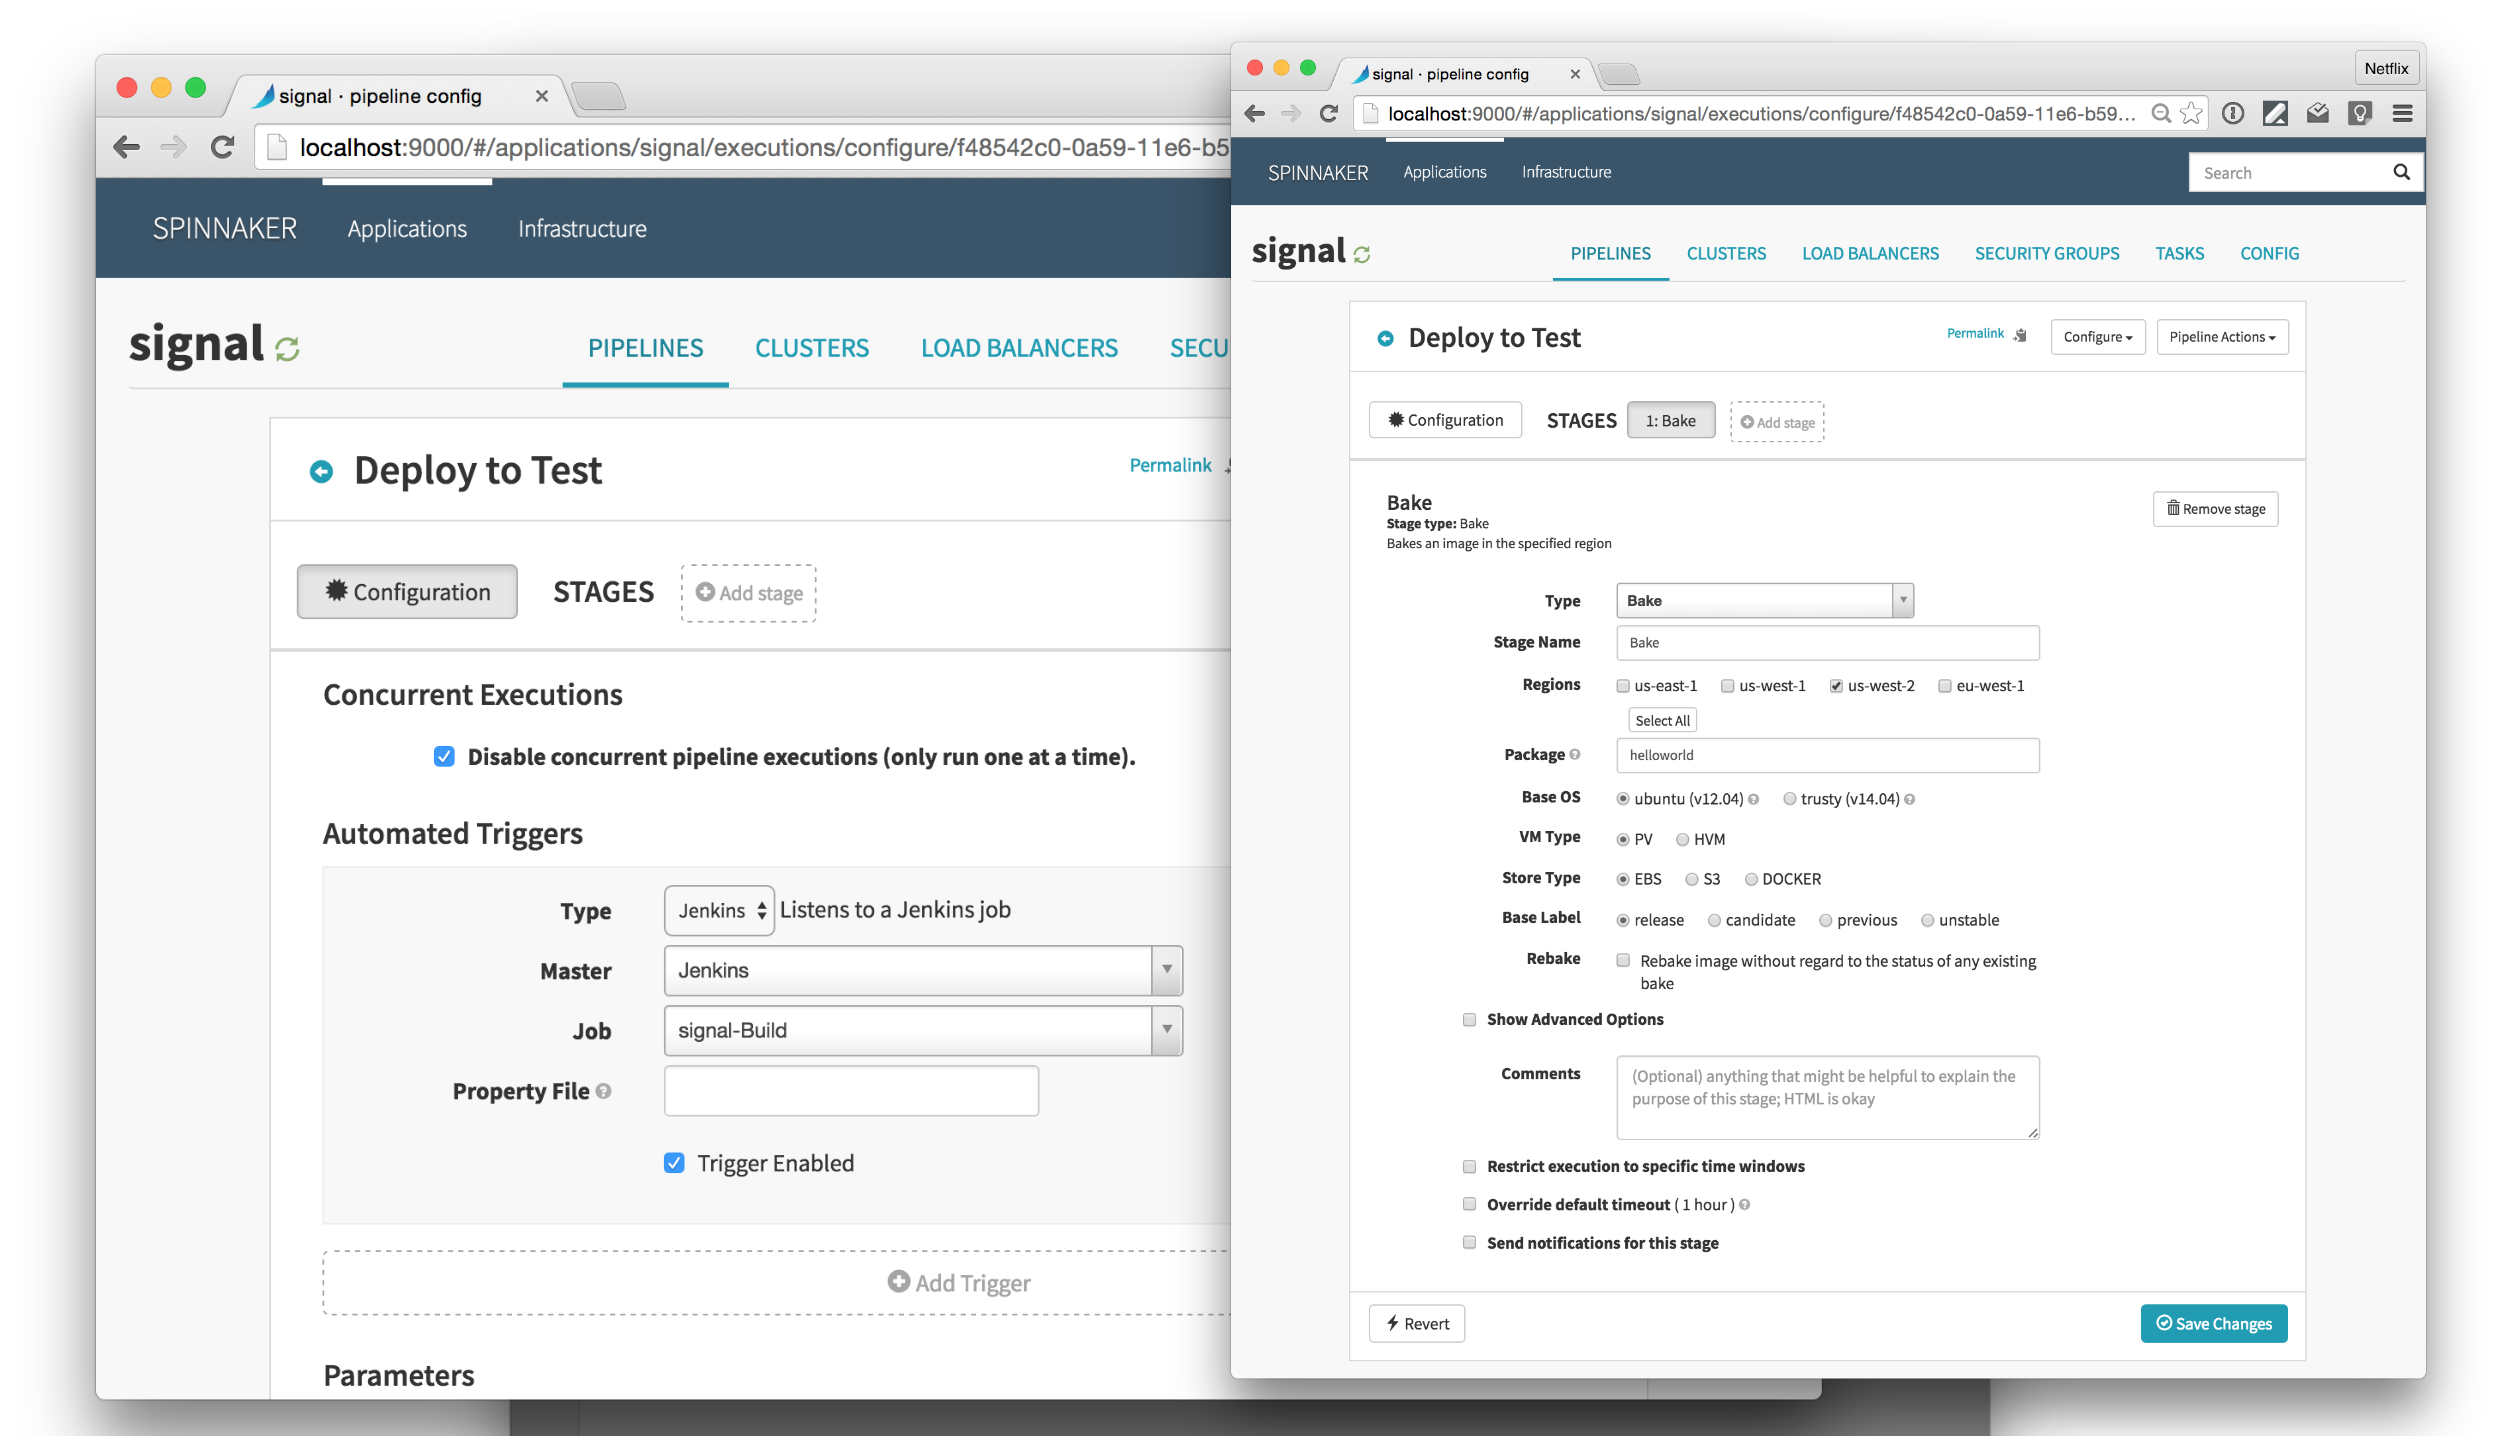 signal · pipeline config
localhost:9000/#/applications/signal/executions/configure/f48542c0-0a59-11e6-b5
SPINNAKER Applications Infrastructure
signal PIPELINES CLUSTERS LOAD BALANCERS SECU
Deploy to Test Permalink
Configuration STAGES Add stage
Concurrent Executions
Disable concurrent pipeline executions (only run one at a time).
Automated Triggers
Type Jenkins Listens to a Jenkins job
Master Jenkins
Job signal-Build
Property File
Trigger Enabled
Add Trigger
Parameters
signal · pipeline config Netflix
localhost:9000/#/applications/signal/executions/configure/f48542c0-0a59-11e6-b59...
SPINNAKER Applications Infrastructure Search
signal PIPELINES CLUSTERS LOAD BALANCERS SECURITY GROUPS TASKS CONFIG
Deploy to Test Permalink Configure Pipeline Actions
Configuration STAGES 1: Bake Add stage
Bake Remove stage
Stage type: Bake
Bakes an image in the specified region
Type Bake
Stage Name Bake
Regions us-east-1 us-west-1 us-west-2 eu-west-1
Select All
Package helloworld
Base OS ubuntu (v12.04) trusty (v14.04)
VM Type PV HVM
Store Type EBS S3 DOCKER
Base Label release candidate previous unstable
Rebake Rebake image without regard to the status of any existing
bake
Show Advanced Options
Comments (Optional) anything that might be helpful to explain the
purpose of this stage; HTML is okay
Restrict execution to specific time windows
Override default timeout ( 1 hour )
Send notifications for this stage
Revert Save Changes